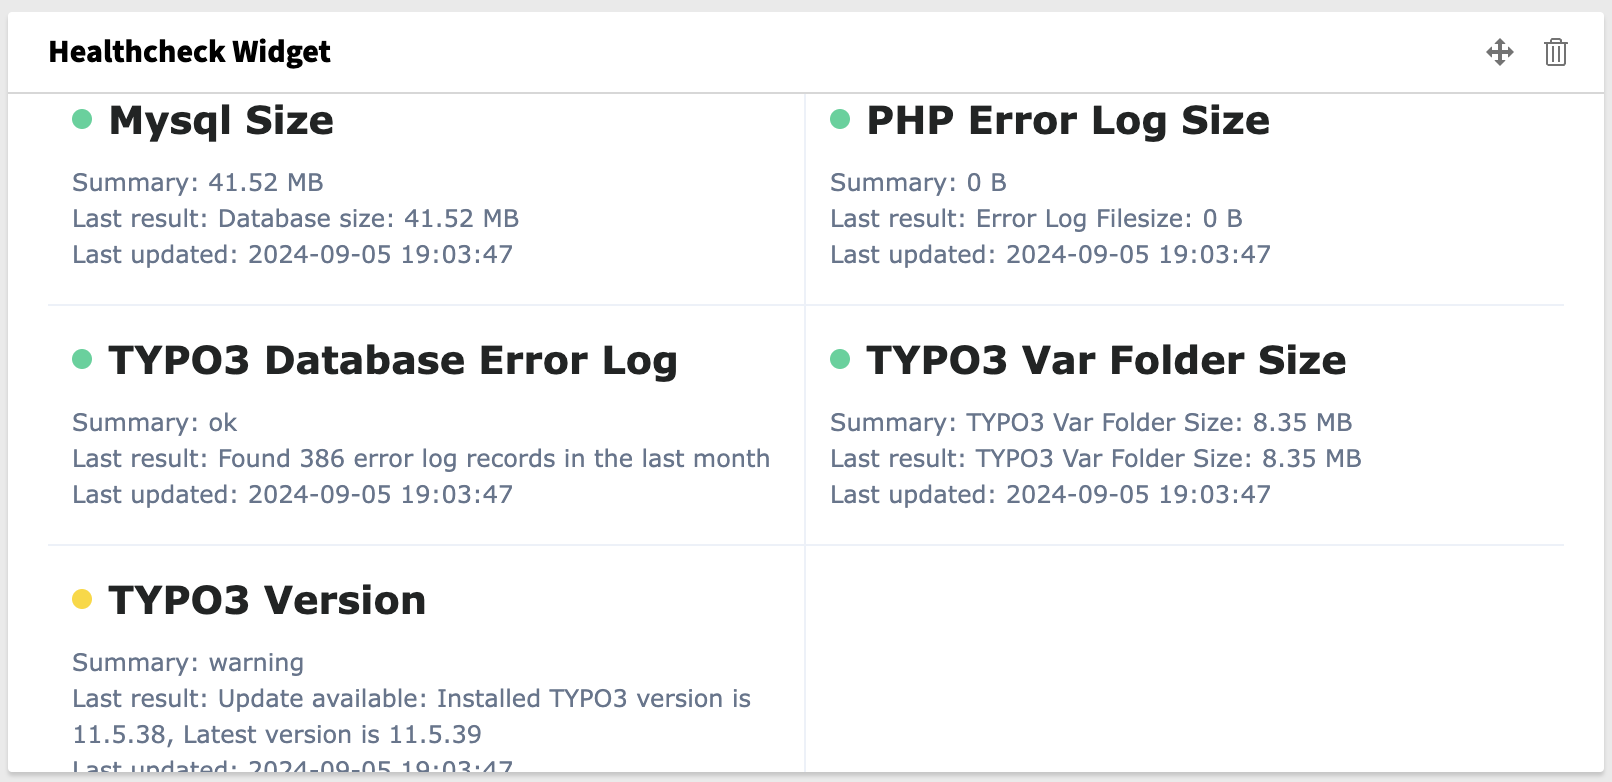 Healthcheck Widget
Mysql Size
Summary: 41.52 MB
Last result: Database size: 41.52 MB
Last updated: 2024-09-05 19:03:47
PHP Error Log Size
Summary: 0 B
Last result: Error Log Filesize: 0 B
Last updated: 2024-09-05 19:03:47
TYPO3 Database Error Log
Summary: ok
Last result: Found 386 error log records in the last month
Last updated: 2024-09-05 19:03:47
TYPO3 Var Folder Size
Summary: TYPO3 Var Folder Size: 8.35 MB
Last result: TYPO3 Var Folder Size: 8.35 MB
Last updated: 2024-09-05 19:03:47
TYPO3 Version
Summary: warning
Last result: Update available: Installed TYPO3 version is
11.5.38, Latest version is 11.5.39
Last updated: 2024-09-05 19:03:47